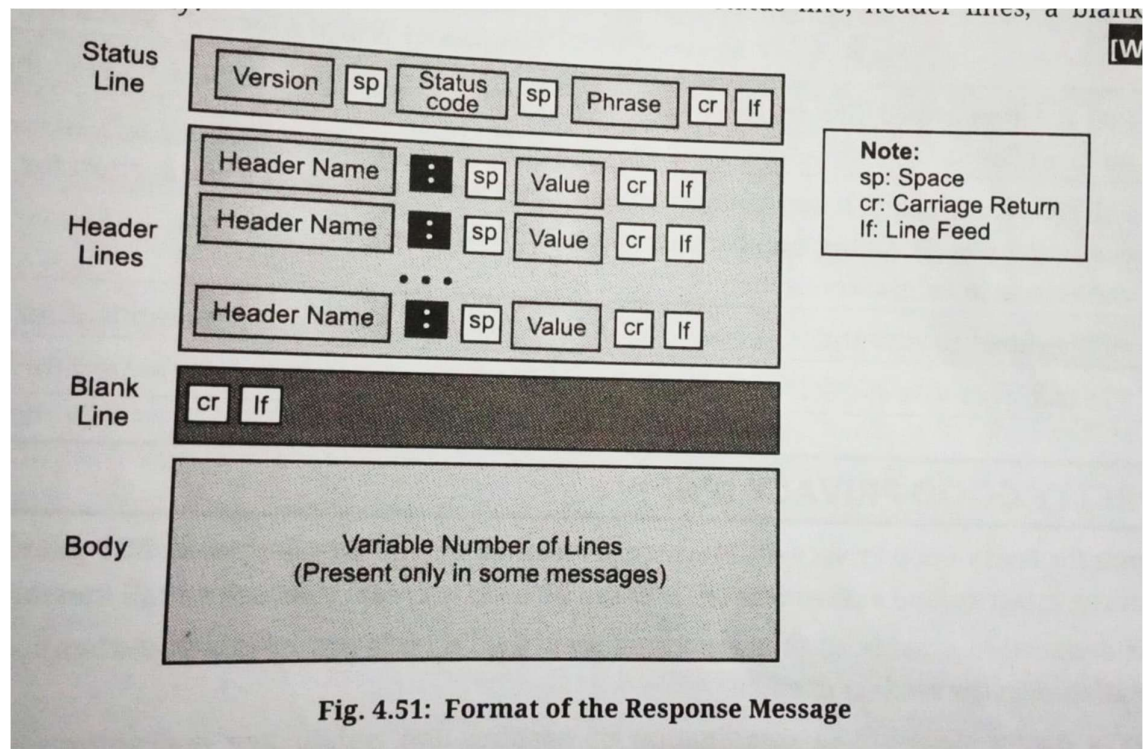 Status
Line
Version sp Status code sp Phrase cr lf
Header
Lines
Header Name : sp Value cr lf
Header Name : sp Value cr lf
...
Header Name : sp Value cr lf
Note:
sp: Space
cr: Carriage Return
lf: Line Feed
Blank
Line
cr lf
Body
Variable Number of Lines
(Present only in some messages)
Fig. 4.51: Format of the Response Message
[W